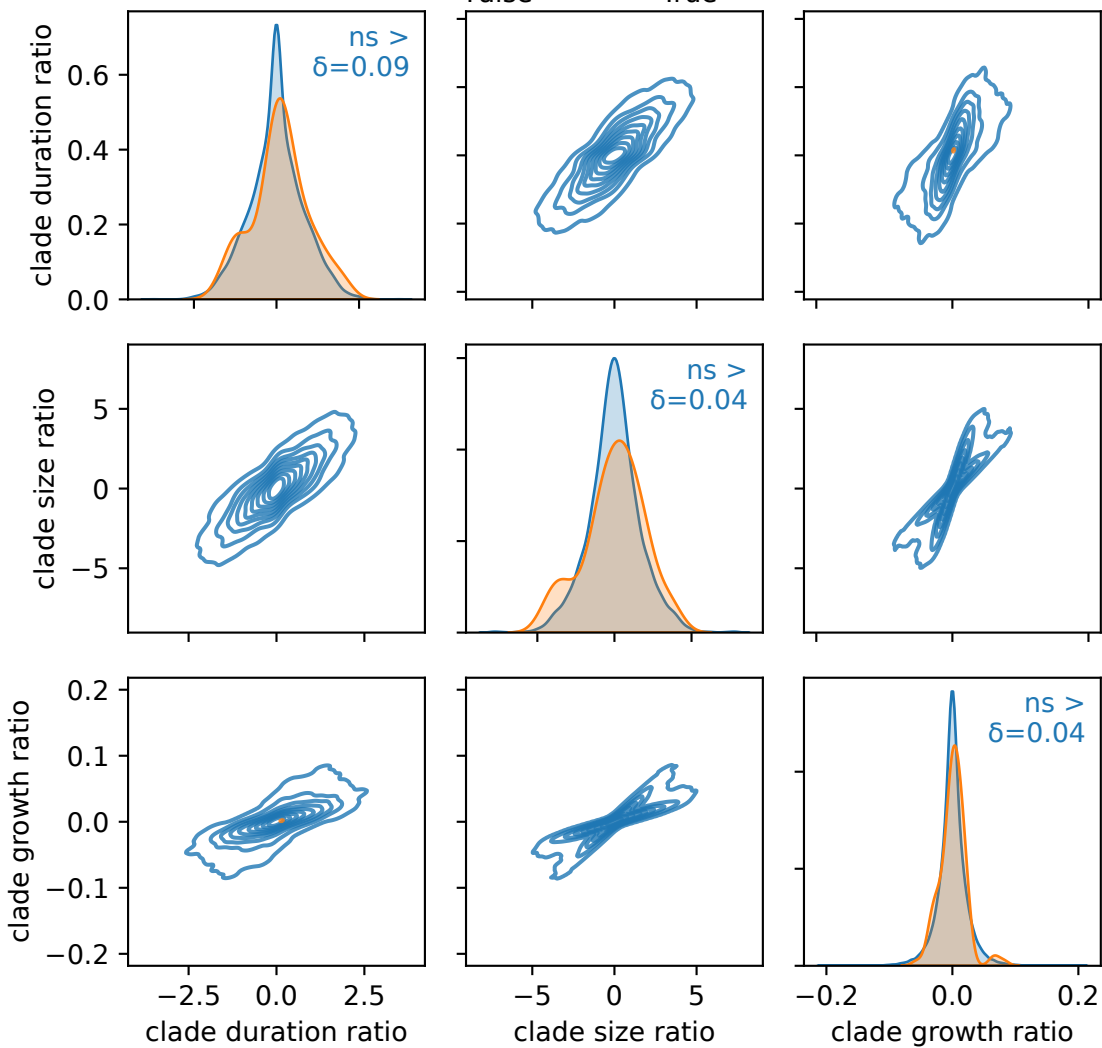 False True
clade duration ratio
0.6
0.4
0.2
0.0
ns >
δ=0.09
clade size ratio
5
0
−5
ns >
δ=0.04
clade growth ratio
0.2
0.1
0.0
−0.1
−0.2
ns >
δ=0.04
−2.5 0.0 2.5
−5 0 5
−0.2 0.0 0.2
clade duration ratio
clade size ratio
clade growth ratio